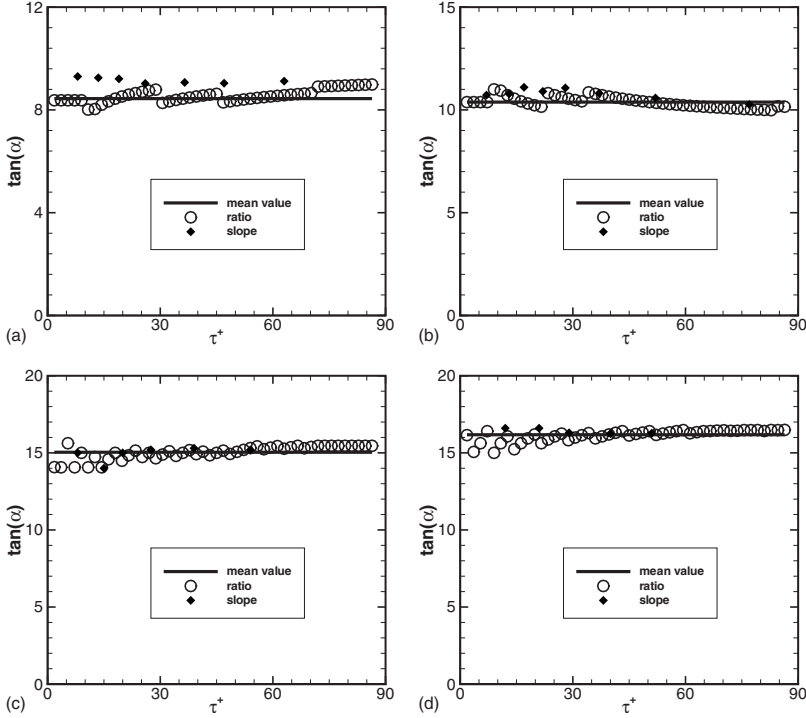 12
8
4
0
tan(α)
mean value
ratio
slope
0 30 60 90
(a)
τ+
15
10
5
0
tan(α)
mean value
ratio
slope
0 30 60 90
(b)
τ+
20
15
10
5
0
tan(α)
mean value
ratio
slope
0 30 60 90
(c)
τ+
20
15
10
5
0
tan(α)
mean value
ratio
slope
0 30 60 90
(d)
τ+